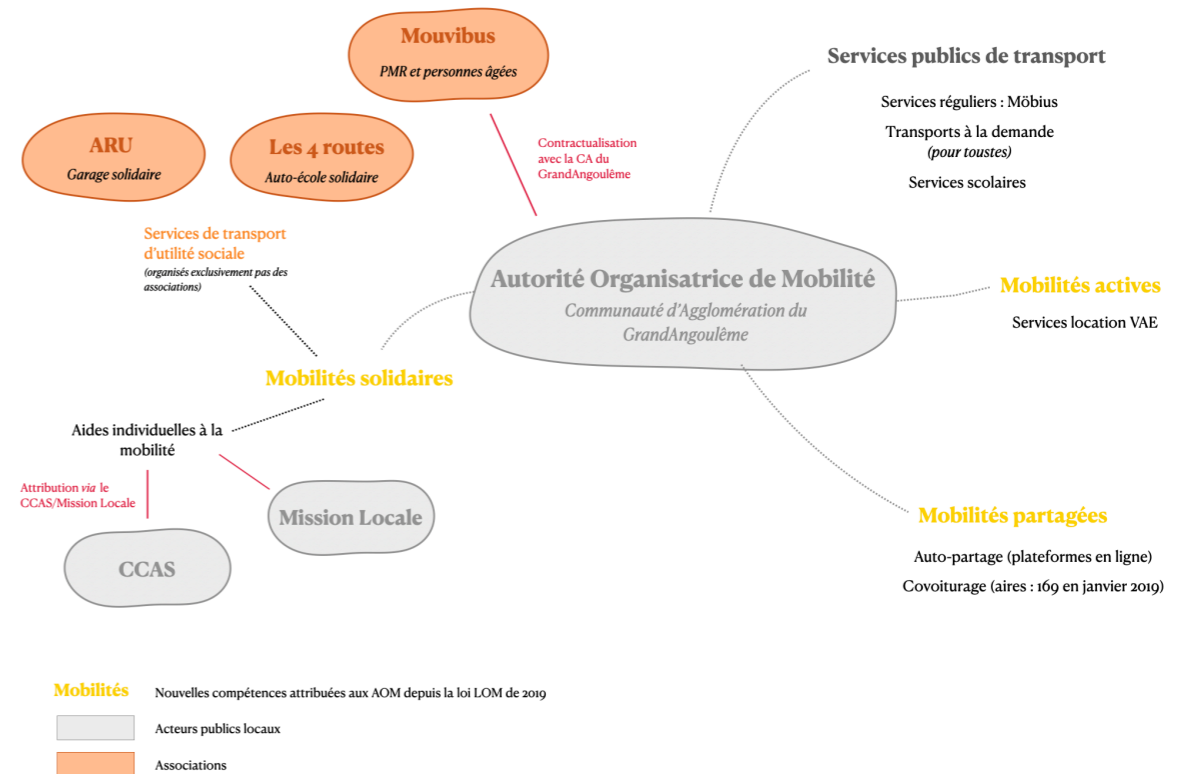 Mouvibus
PMR et personnes âgées
Services publics de transport
Services réguliers : Möbius
Transports à la demande
(pour toustes)
Services scolaires
ARU
Garage solidaire
Les 4 routes
Auto-école solidaire
Contractualisation
avec la CA du
GrandAngoulême
Services de transport
d'utilité sociale
(organisés exclusivement pas des
associations)
Autorité Organisatrice de Mobilité
Communauté d'Agglomération du
GrandAngoulême
Mobilités actives
Services location VAE
Mobilités solidaires
Aides individuelles à la
mobilité
Attribution via le
CCAS/Mission Locale
Mission Locale
CCAS
Mobilités partagées
Auto-partage (plateformes en ligne)
Covoiturage (aires : 169 en janvier 2019)
Mobilités
Nouvelles compétences attribuées aux AOM depuis la loi LOM de 2019
Acteurs publics locaux
Associations